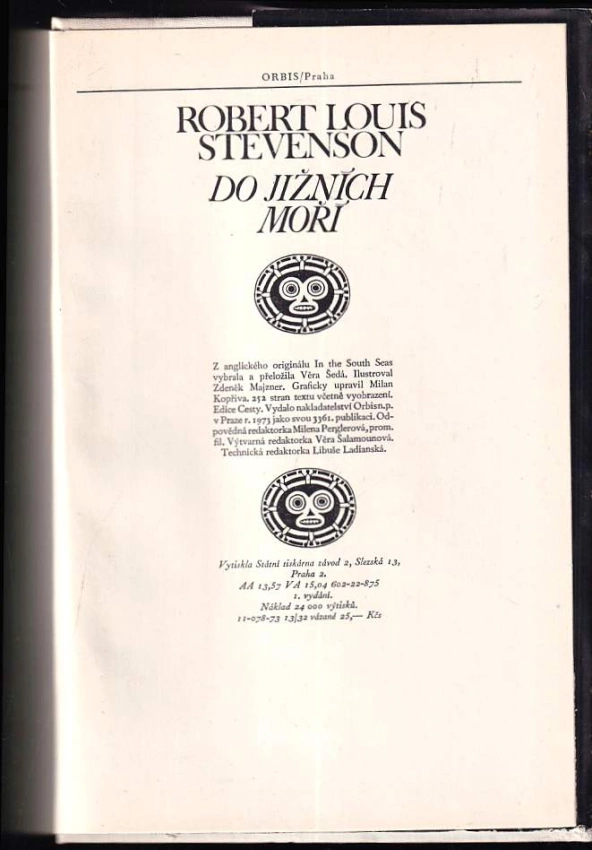 ORBIS/Praha
ROBERT LOUIS
STEVENSON
DO JIŽNÍCH
MOŘÍ
Z anglického originálu In the South Seas
vybrala a přeložila Věra Šedá. Ilustroval
Zdeněk Majzner. Graficky upravil Milan
Kopřiva. 252 stran textu včetně vyobrazení.
Edice Cesty. Vydalo nakladatelství Orbis n.p.
v Praze r. 1973 jako svou 3361. publikaci. Od-
povědná redaktorka Milena Perglerová, prom.
fil. Výtvarná redaktorka Věra Šalamounová.
Technická redaktorka Libuše Ladianská.
Vytiskla Státní tiskárna závod 2, Slezská 13,
Praha 2.
AA 13,57 VA 15,04 602-22-875
1. vydání.
Náklad 24 000 výtisků.
11-078-73 13/32 vázané 25,— Kčs